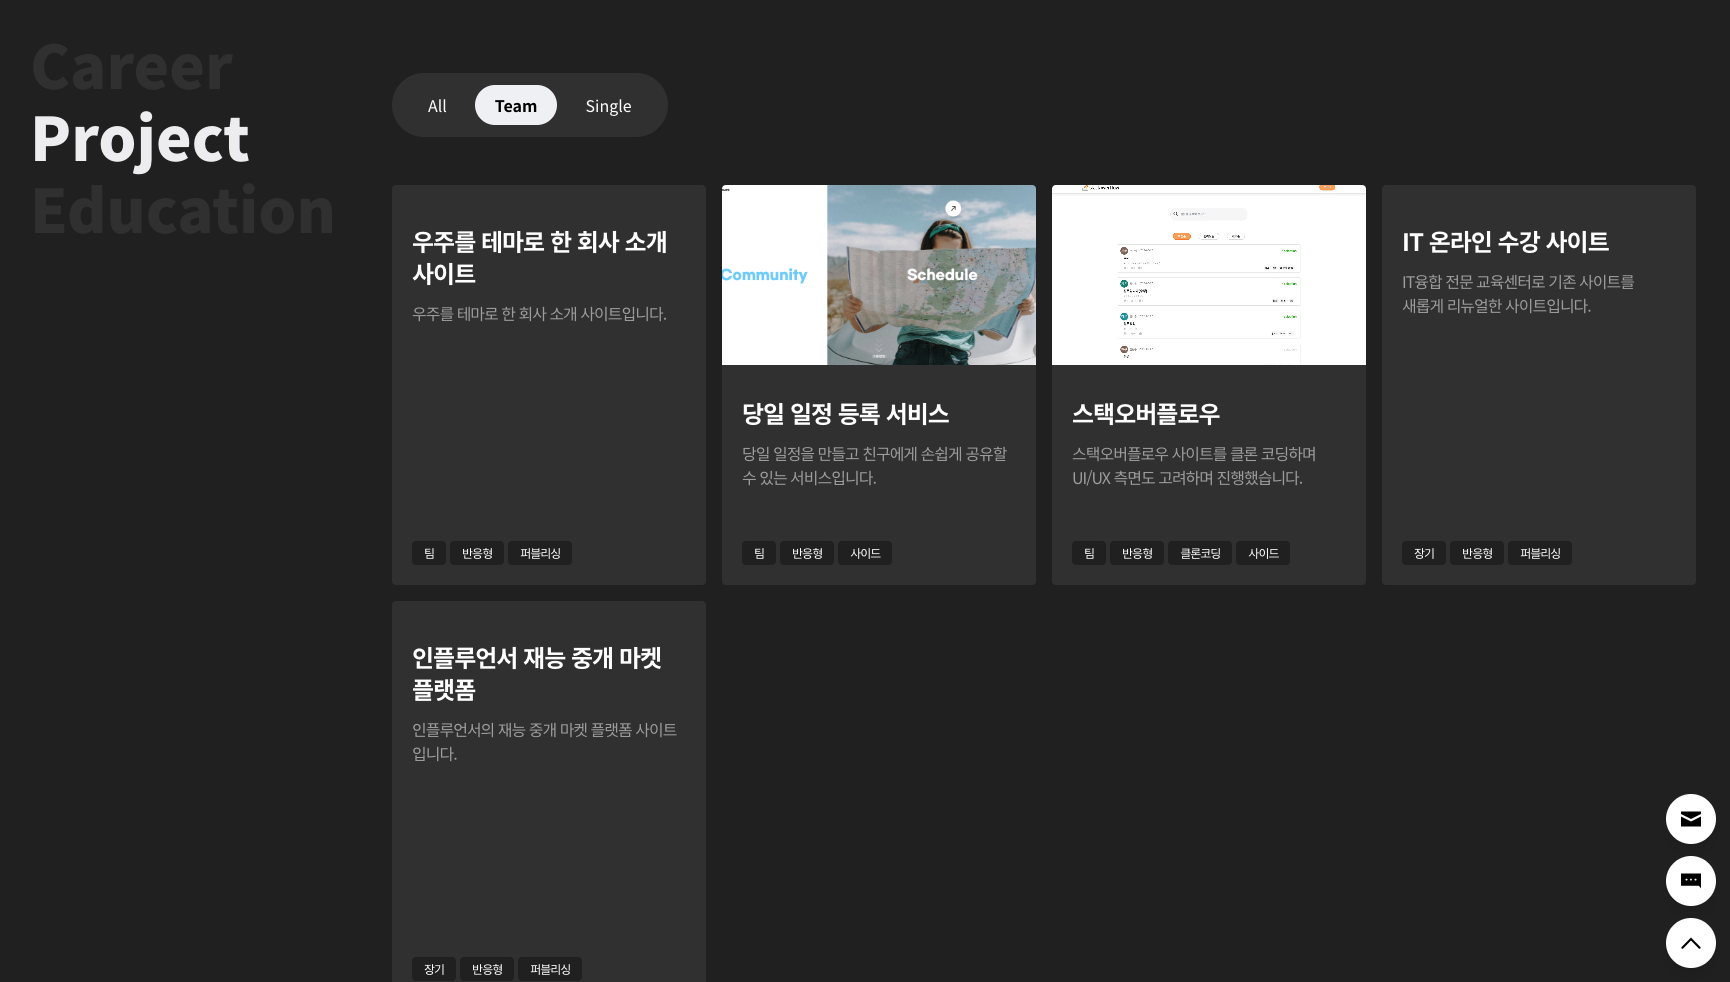 Career
Project
Education
All
Team
Single
우주를 테마로 한 회사 소개
사이트
우주를 테마로 한 회사 소개 사이트입니다.
팀
반응형
퍼블리싱
Community
Schedule
당일 일정 등록 서비스
당일 일정을 만들고 친구에게 손쉽게 공유할
수 있는 서비스입니다.
팀
반응형
사이드
스택오버플로우
스택오버플로우 사이트를 클론 코딩하며
UI/UX 측면도 고려하며 진행했습니다.
팀
반응형
클론코딩
사이드
IT 온라인 수강 사이트
IT융합 전문 교육센터로 기존 사이트를
새롭게 리뉴얼한 사이트입니다.
장기
반응형
퍼블리싱
인플루언서 재능 중개 마켓
플랫폼
인플루언서의 재능 중개 마켓 플랫폼 사이트
입니다.
장기
반응형
퍼블리싱